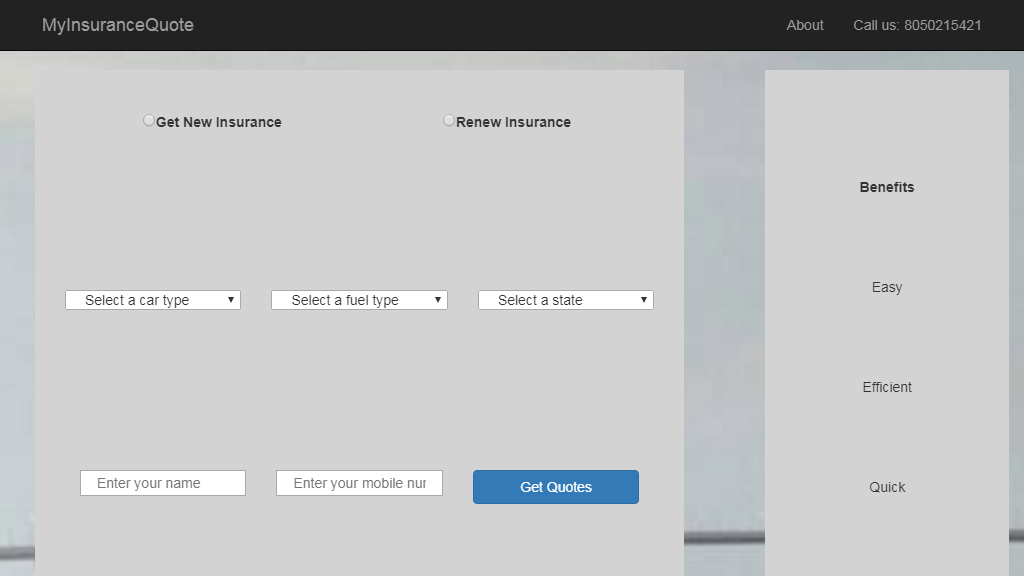 MyInsuranceQuote
About
Call us: 8050215421
Get New Insurance
Renew Insurance
Select a car type
Select a fuel type
Select a state
Enter your name
Enter your mobile nur
Get Quotes
Benefits
Easy
Efficient
Quick